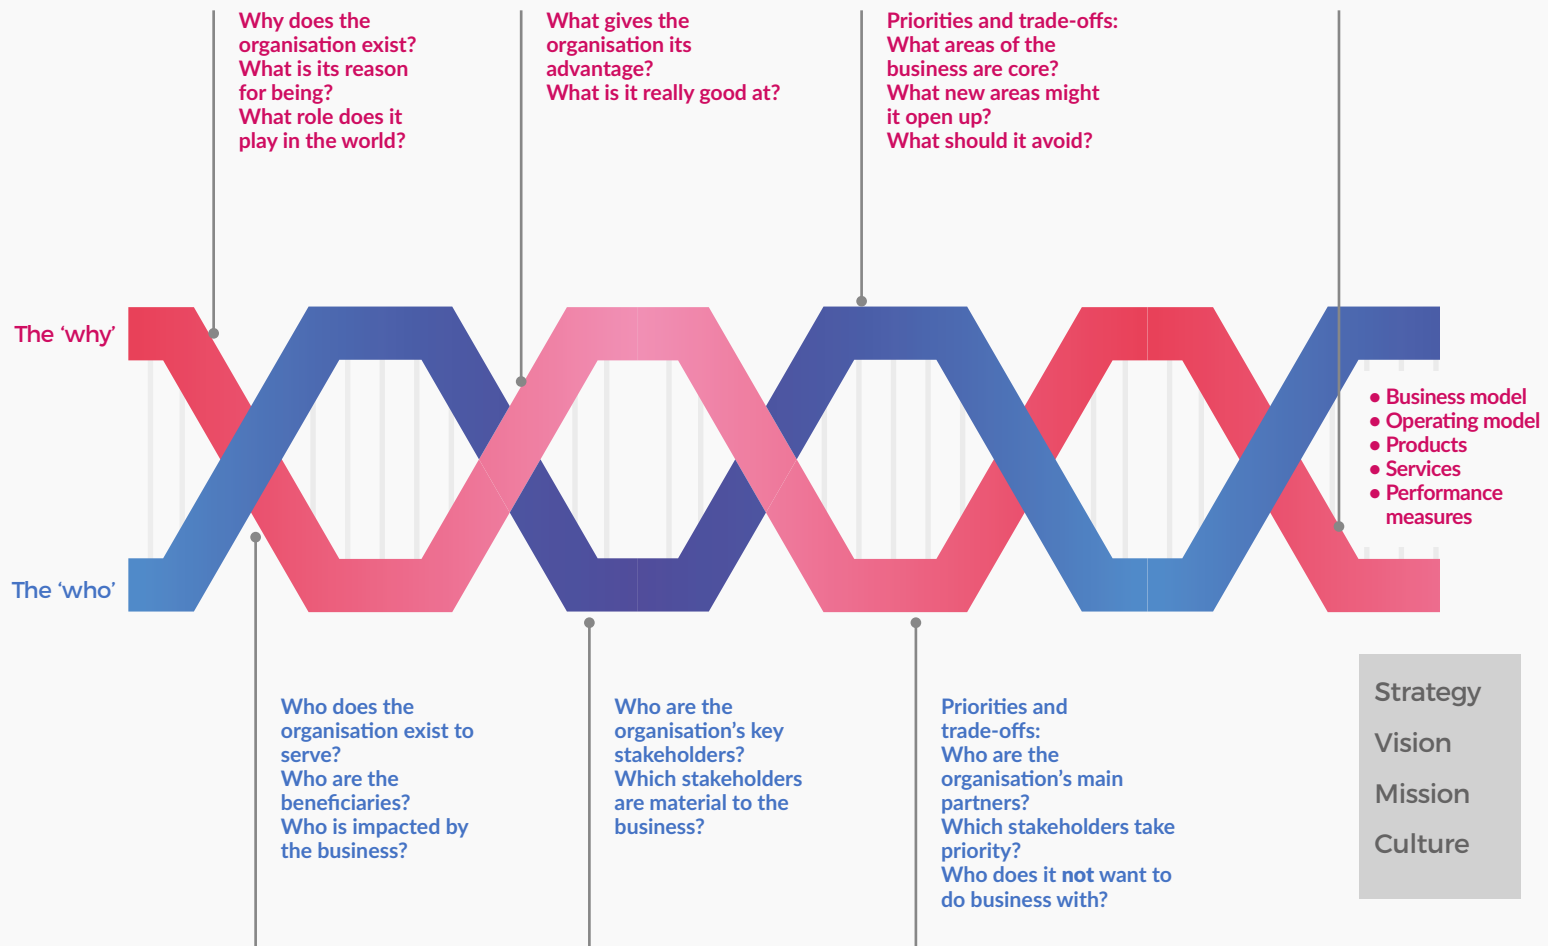 Why does the
organisation exist?
What is its reason
for being?
What role does it
play in the world?
What gives the
organisation its
advantage?
What is it really good at?
Priorities and trade-offs:
What areas of the
business are core?
What new areas might
it open up?
What should it avoid?
The ‘why’
• Business model
• Operating model
• Products
• Services
• Performance
measures
The ‘who’
Who does the
organisation exist to
serve?
Who are the
beneficiaries?
Who is impacted by
the business?
Who are the
organisation’s key
stakeholders?
Which stakeholders
are material to the
business?
Priorities and
trade-offs:
Who are the
organisation’s main
partners?
Which stakeholders take
priority?
Who does it not want to
do business with?
Strategy
Vision
Mission
Culture